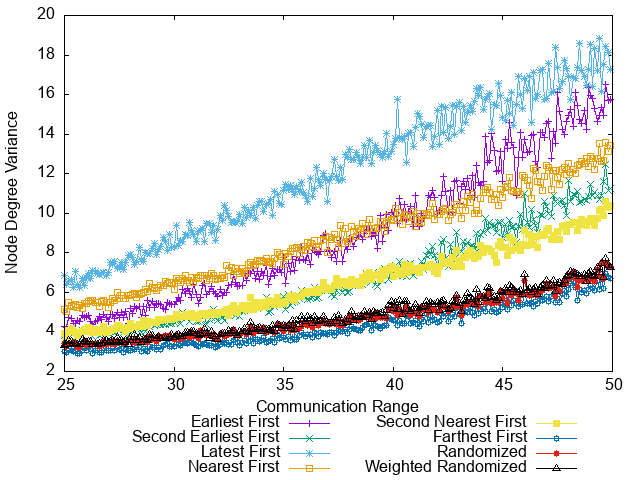 20
18
16
14
12
10
8
6
4
2
Node Degree Variance
25 30 35 40 45 50
Communication Range
Earliest First Second Nearest First
Second Earliest First Farthest First
Latest First Randomized
Nearest First Weighted Randomized